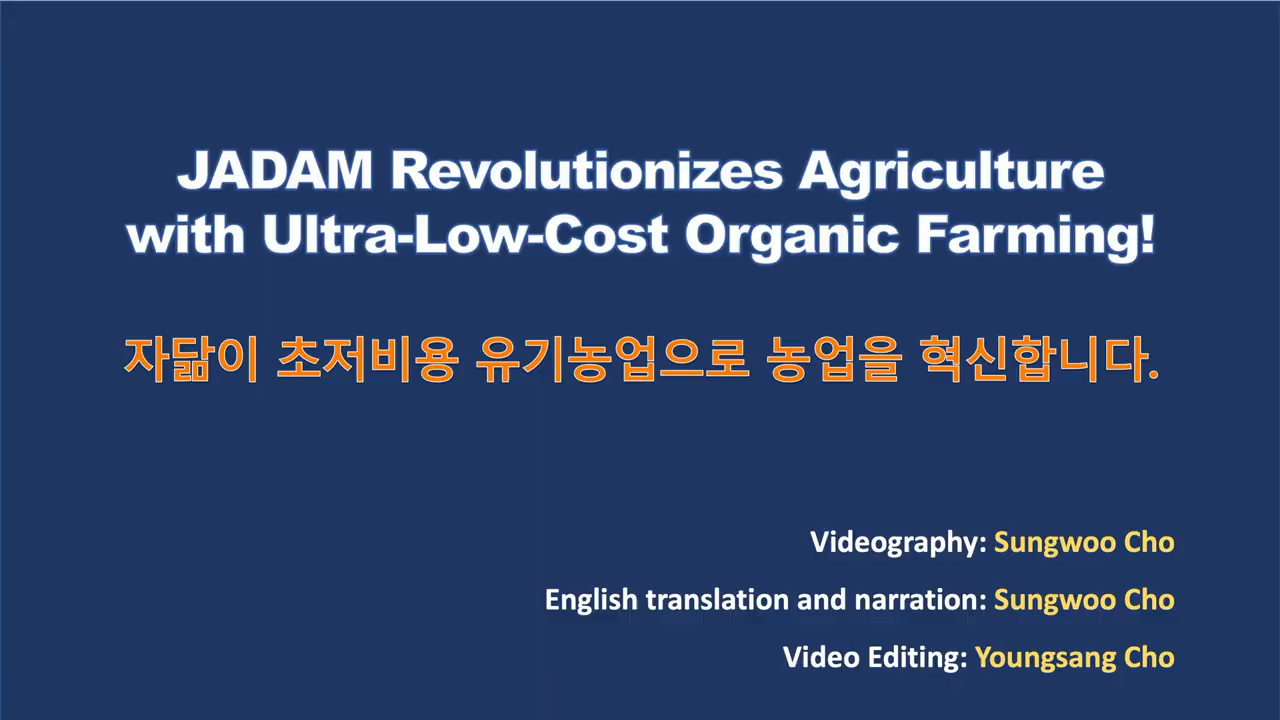 JADAM Revolutionizes Agriculture
with Ultra-Low-Cost Organic Farming!
자닮이 초저비용 유기농업으로 농업을 혁신합니다.
Videography: Sungwoo Cho
English translation and narration: Sungwoo Cho
Video Editing: Youngsang Cho